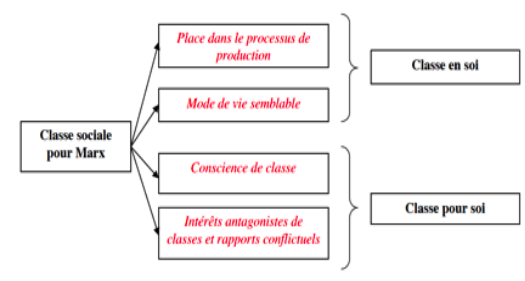 Place dans le processus de
production
Classe en soi
Mode de vie semblable
Classe sociale
pour Marx
Conscience de classe
Classe pour soi
Intérêts antagonistes de
classes et rapports conflictuels